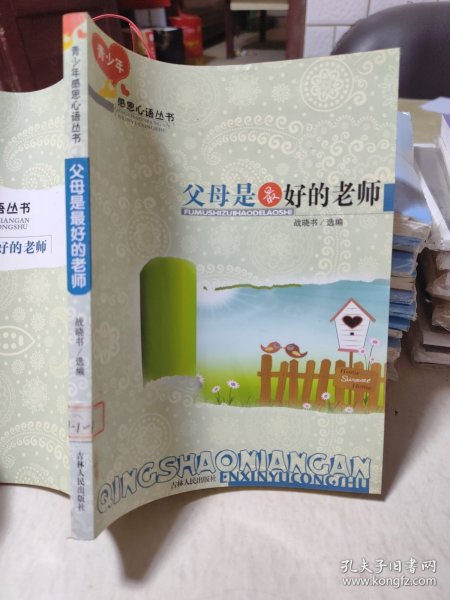 青少年
感恩心语丛书
父母是最好的老师
FUMUSHIZUIHAODELAOSHI
战晓书/选编
Home
Sweet
Home
QINGSHAONIANGAN
ENXINYUCONGSHU
吉林人民出版社
青少年感恩心语丛书
父母是最好的老师
战晓书/选编
吉林人民出版社
语丛书
IANGAN
ONGSHU
好的老师
孔夫子旧书网
www.kongfz.com